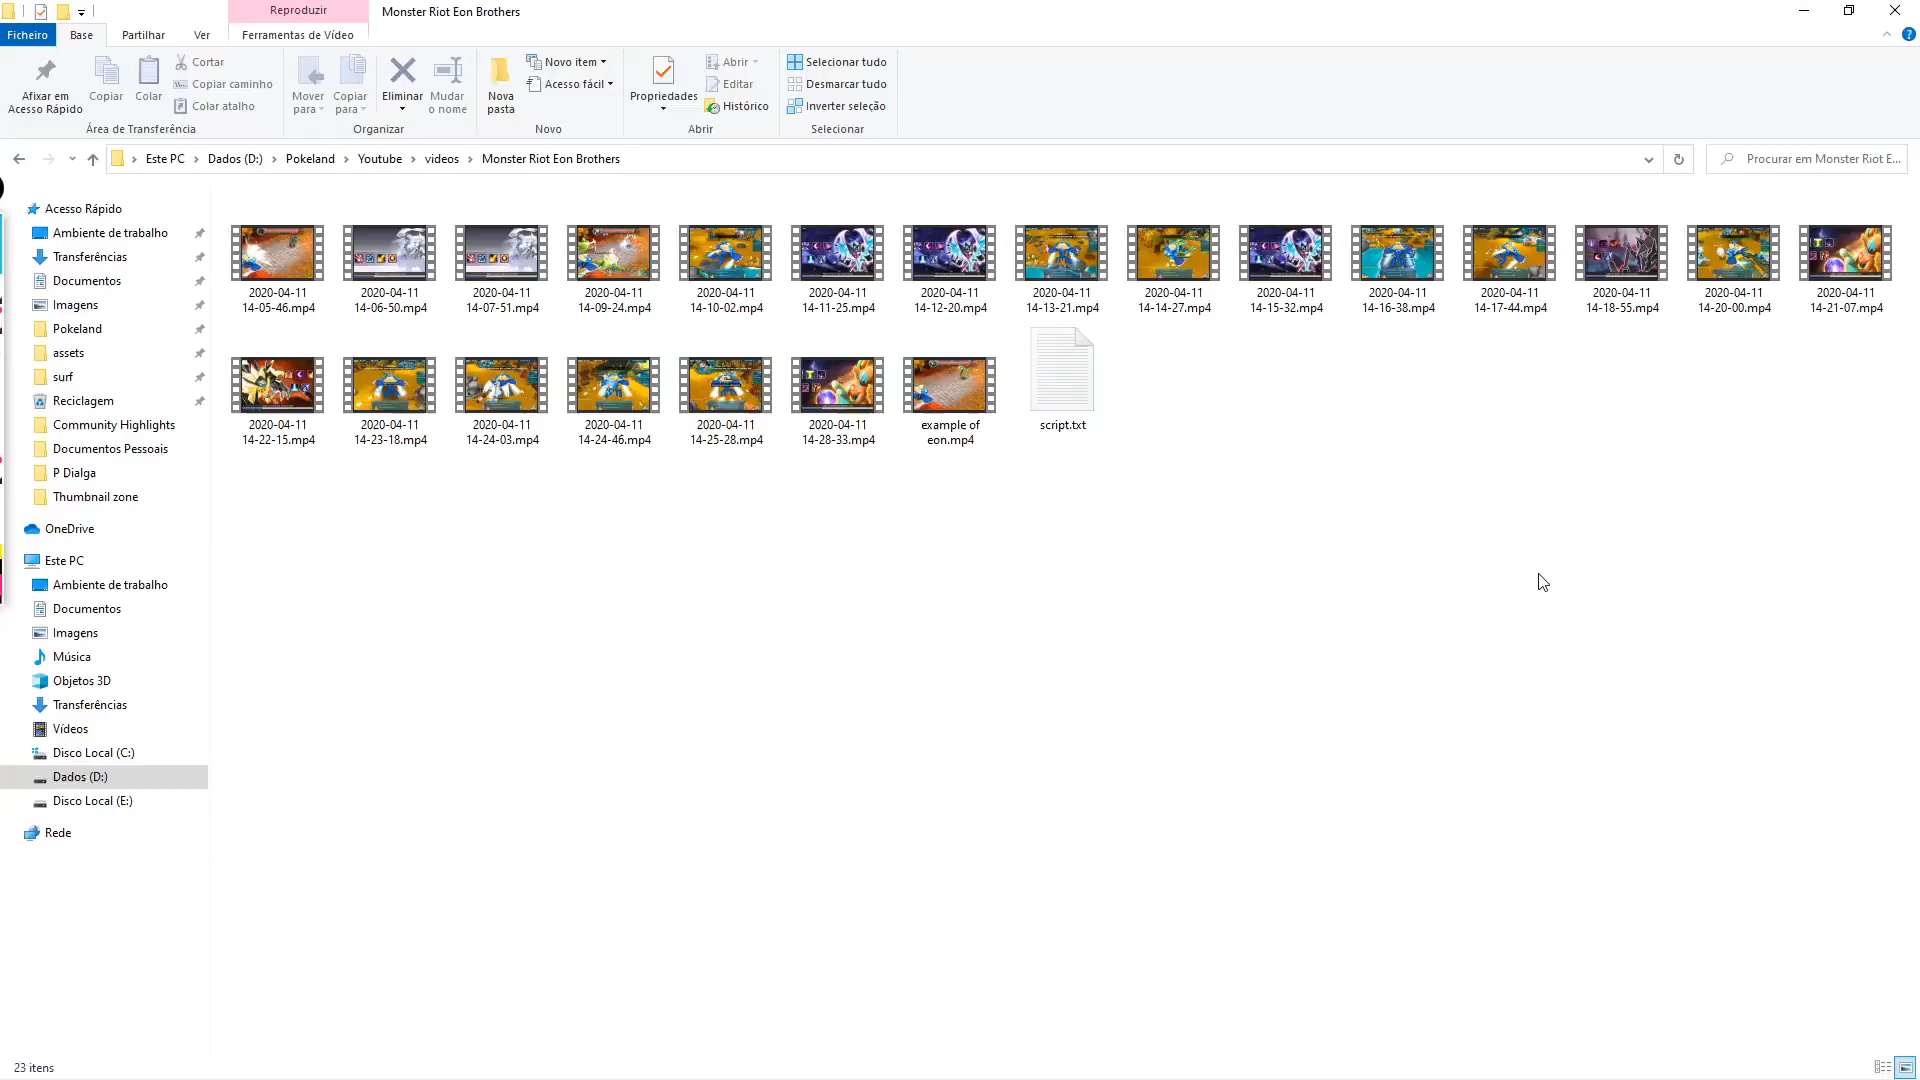 Reproduzir
Monster Riot Eon Brothers
Ficheiro
Base
Partilhar
Ver
Ferramentas de Vídeo
Afixar em
Acesso Rápido
Copiar
Colar
Cortar
Copiar caminho
Colar atalho
Área de Transferência
Mover
para
Copiar
para
Eliminar
Mudar
o nome
Organizar
Nova
pasta
Novo item
Acesso fácil
Novo
Propriedades
Abrir
Editar
Histórico
Abrir
Selecionar tudo
Desmarcar tudo
Inverter seleção
Selecionar
Este PC > Dados (D:) > Pokeland > Youtube > videos > Monster Riot Eon Brothers
Procurar em Monster Riot E...
Acesso Rápido
Ambiente de trabalho
Transferências
Documentos
Imagens
Pokeland
assets
surf
Reciclagem
Community Highlights
Documentos Pessoais
P Dialga
Thumbnail zone
OneDrive
Este PC
Ambiente de trabalho
Documentos
Imagens
Música
Objetos 3D
Transferências
Vídeos
Disco Local (C:)
Dados (D:)
Disco Local (E:)
Rede
2020-04-11
14-05-46.mp4
2020-04-11
14-06-50.mp4
2020-04-11
14-07-51.mp4
2020-04-11
14-09-24.mp4
2020-04-11
14-10-02.mp4
2020-04-11
14-11-25.mp4
2020-04-11
14-12-20.mp4
2020-04-11
14-13-21.mp4
2020-04-11
14-14-27.mp4
2020-04-11
14-15-32.mp4
2020-04-11
14-16-38.mp4
2020-04-11
14-17-44.mp4
2020-04-11
14-18-55.mp4
2020-04-11
14-20-00.mp4
2020-04-11
14-21-07.mp4
2020-04-11
14-22-15.mp4
2020-04-11
14-23-18.mp4
2020-04-11
14-24-03.mp4
2020-04-11
14-24-46.mp4
2020-04-11
14-25-28.mp4
2020-04-11
14-28-33.mp4
example of
eon.mp4
script.txt
23 itens